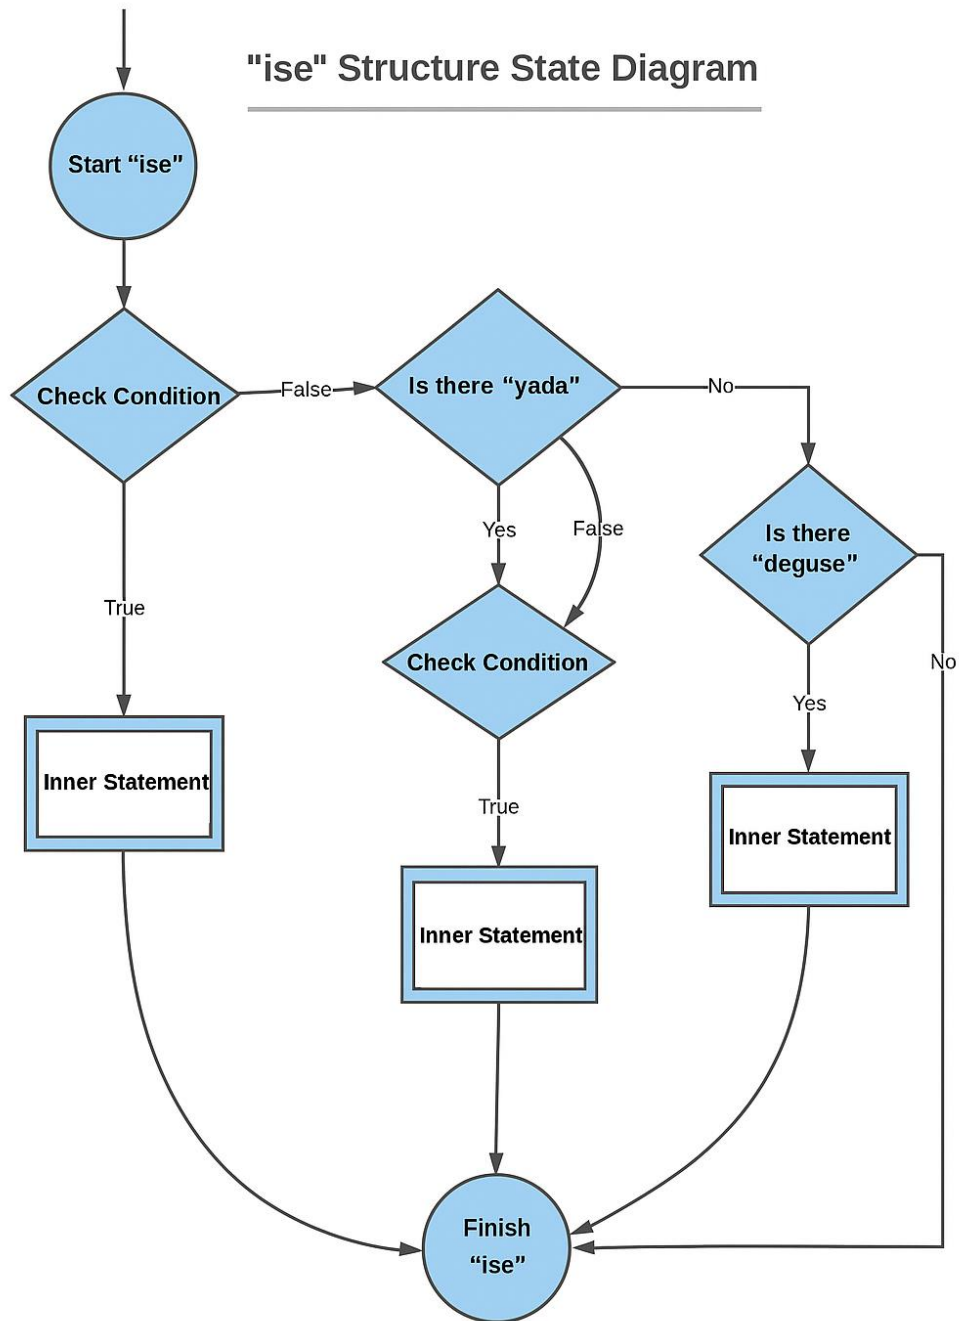 "ise" Structure State Diagram
Start “ise”
Check Condition
False
Is there “yada”
No
Yes
False
Is there
“deguse”
True
Check Condition
No
Yes
Inner Statement
True
Inner Statement
Inner Statement
Finish
“ise”